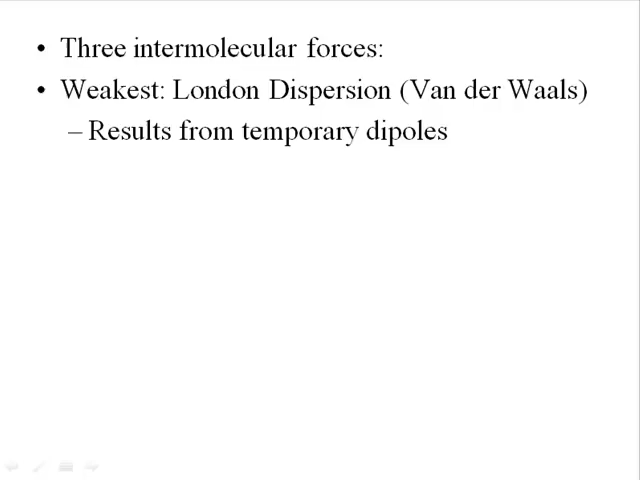 • Three intermolecular forces:
• Weakest: London Dispersion (Van der Waals)
– Results from temporary dipoles